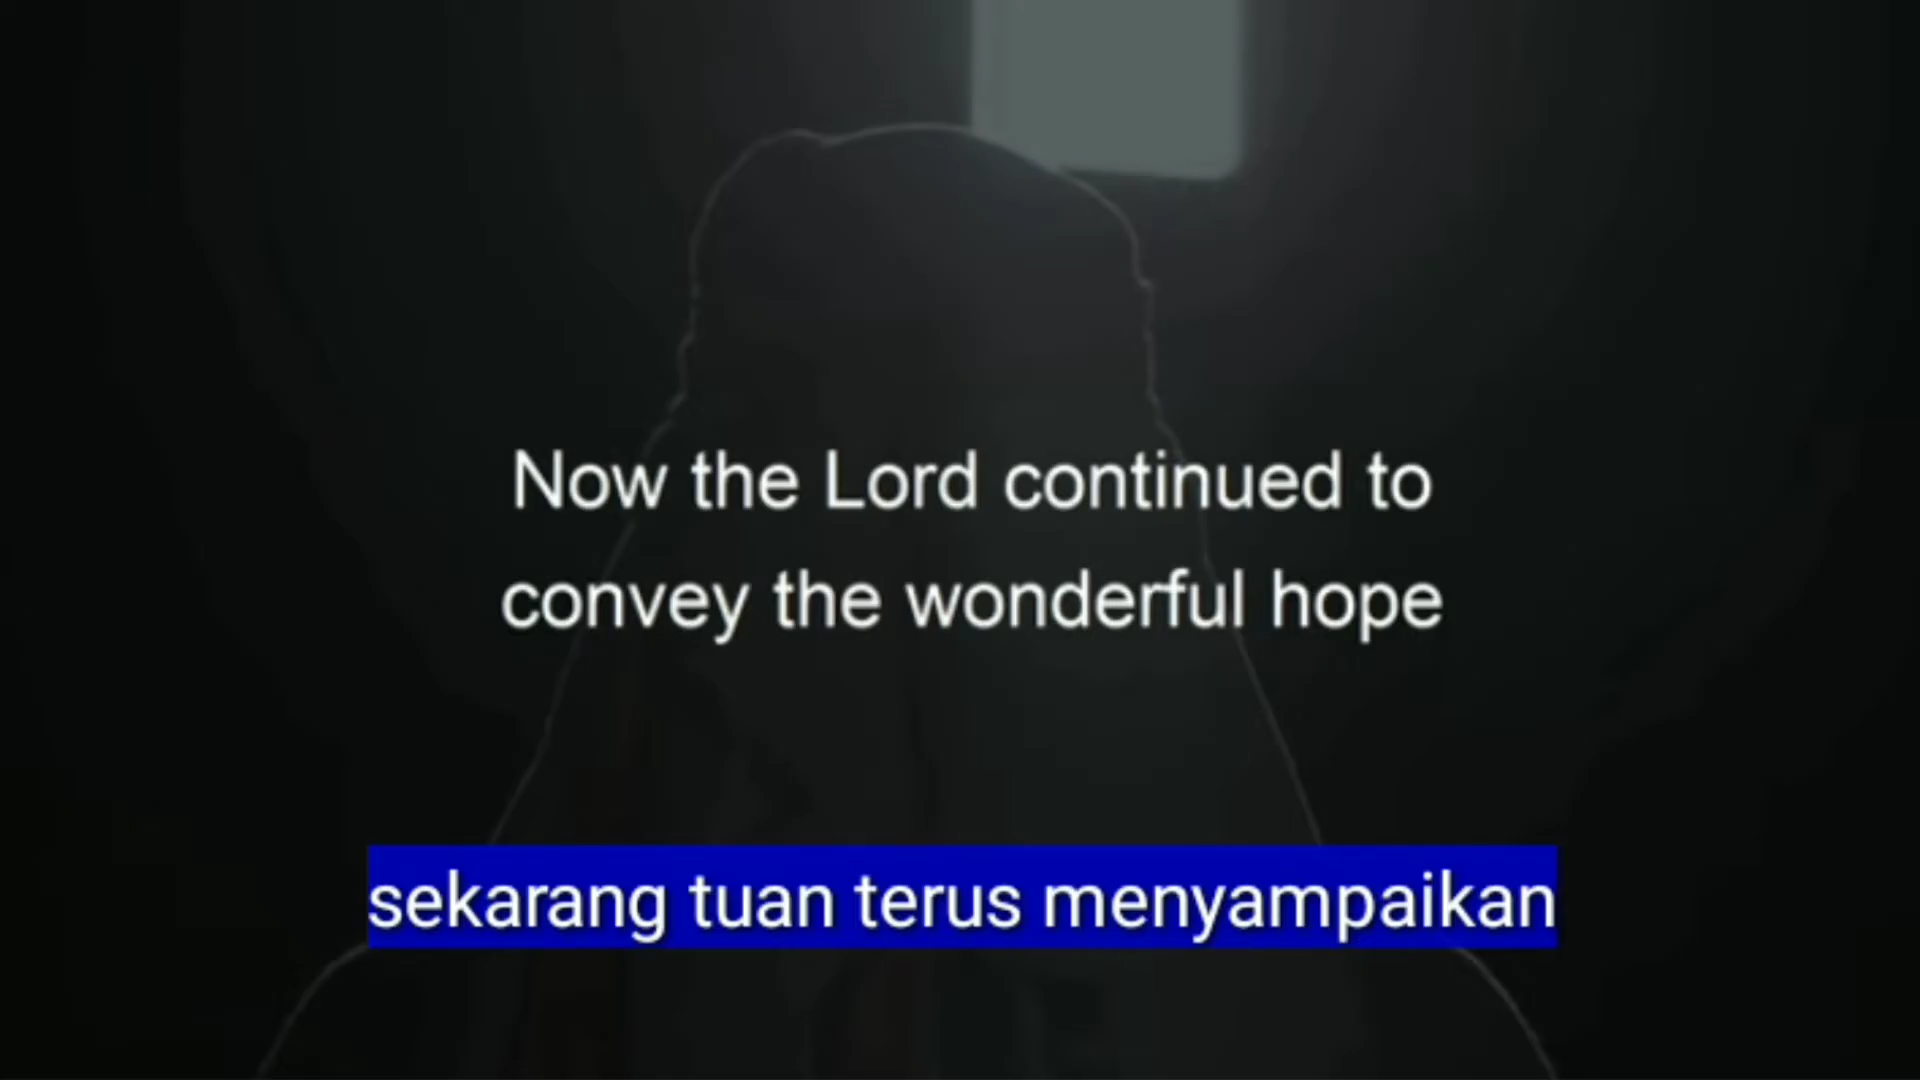 Now the Lord continued to
convey the wonderful hope
sekarang tuan terus menyampaikan